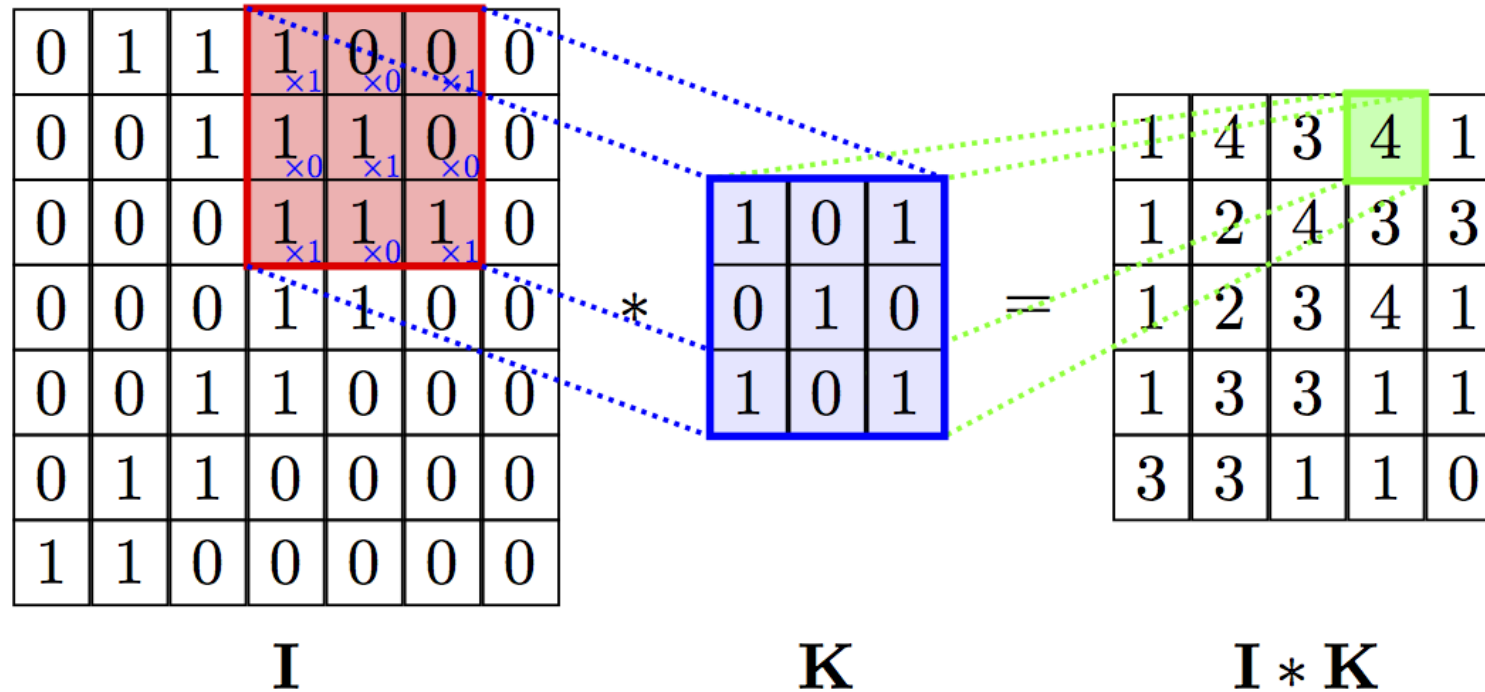 0 1 1 1×1 0×0 0×1 0
0 0 1 1×0 1×1 0×0 0
0 0 0 1×1 1×0 1×1 0
0 0 0 1 1 0 0
0 0 1 1 0 0 0
0 1 1 0 0 0 0
1 1 0 0 0 0 0
I
*
1 0 1
0 1 0
1 0 1
K
=
1 4 3 4 1
1 2 4 3 3
1 2 3 4 1
1 3 3 1 1
3 3 1 1 0
I * K